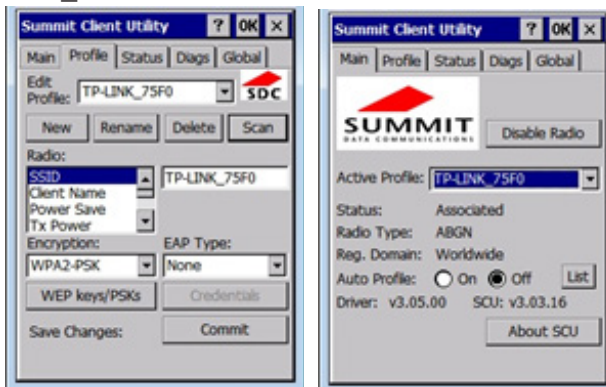 Summit Client Utility ? OK ×
Main Profile Status Diags Global
Edit Profile: TP-LINK_75F0 SDC
New Rename Delete Scan
Radio:
SSID TP-LINK_75F0
Client Name
Power Save
Tx Power
Encryption: EAP Type:
WPA2-PSK None
WEP keys/PSKs Credentials
Save Changes: Commit
Summit Client Utility ? OK ×
Main Profile Status Diags Global
SUMMIT
DATA COMMUNICATIONS
Disable Radio
Active Profile: TP-LINK_75F0
Status: Associated
Radio Type: ABGN
Reg. Domain: Worldwide
Auto Profile: On Off List
Driver: v3.05.00 SCU: v3.03.16
About SCU